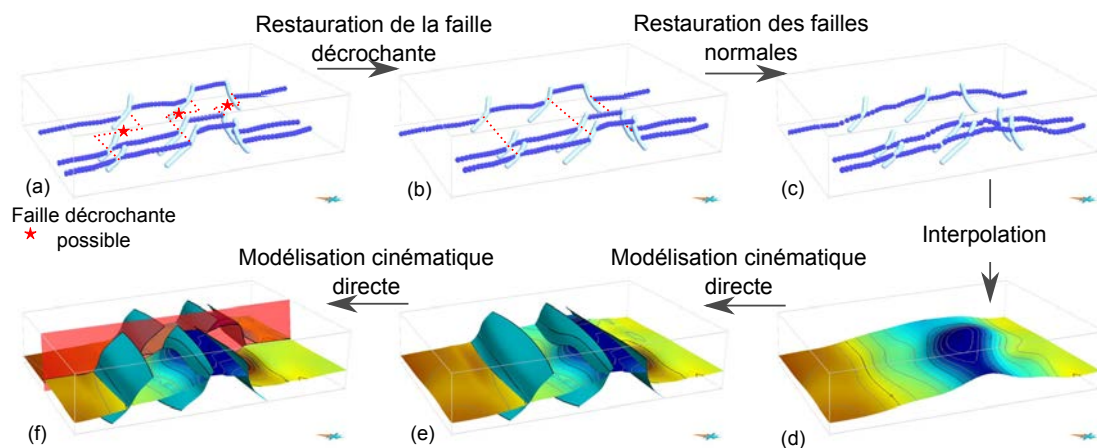 Restauration de la faille
décrochante
Restauration des failles
normales
(a)
(b)
(c)
Faille décrochante
possible
Interpolation
Modélisation cinématique
directe
Modélisation cinématique
directe
(f)
(e)
(d)